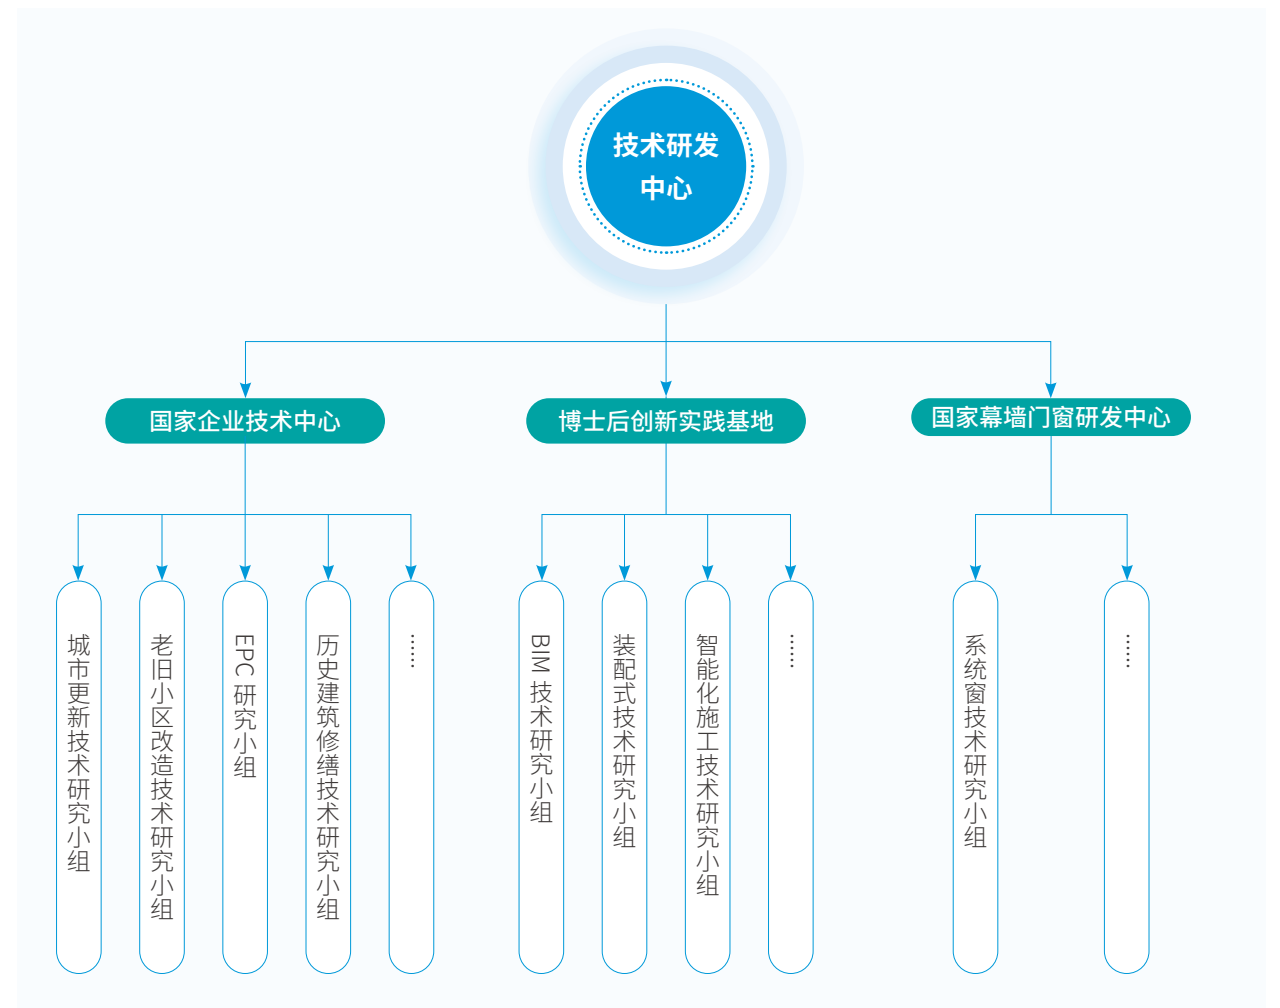 技术研发
中心
国家企业技术中心
博士后创新实践基地
国家幕墙门窗研发中心
城市更新技术研究小组
老旧小区改造技术研究小组
EPC 研究小组
历史建筑修缮技术研究小组
……
BIM 技术研究小组
装配式技术研究小组
智能化施工技术研究小组
……
系统窗技术研究小组
……